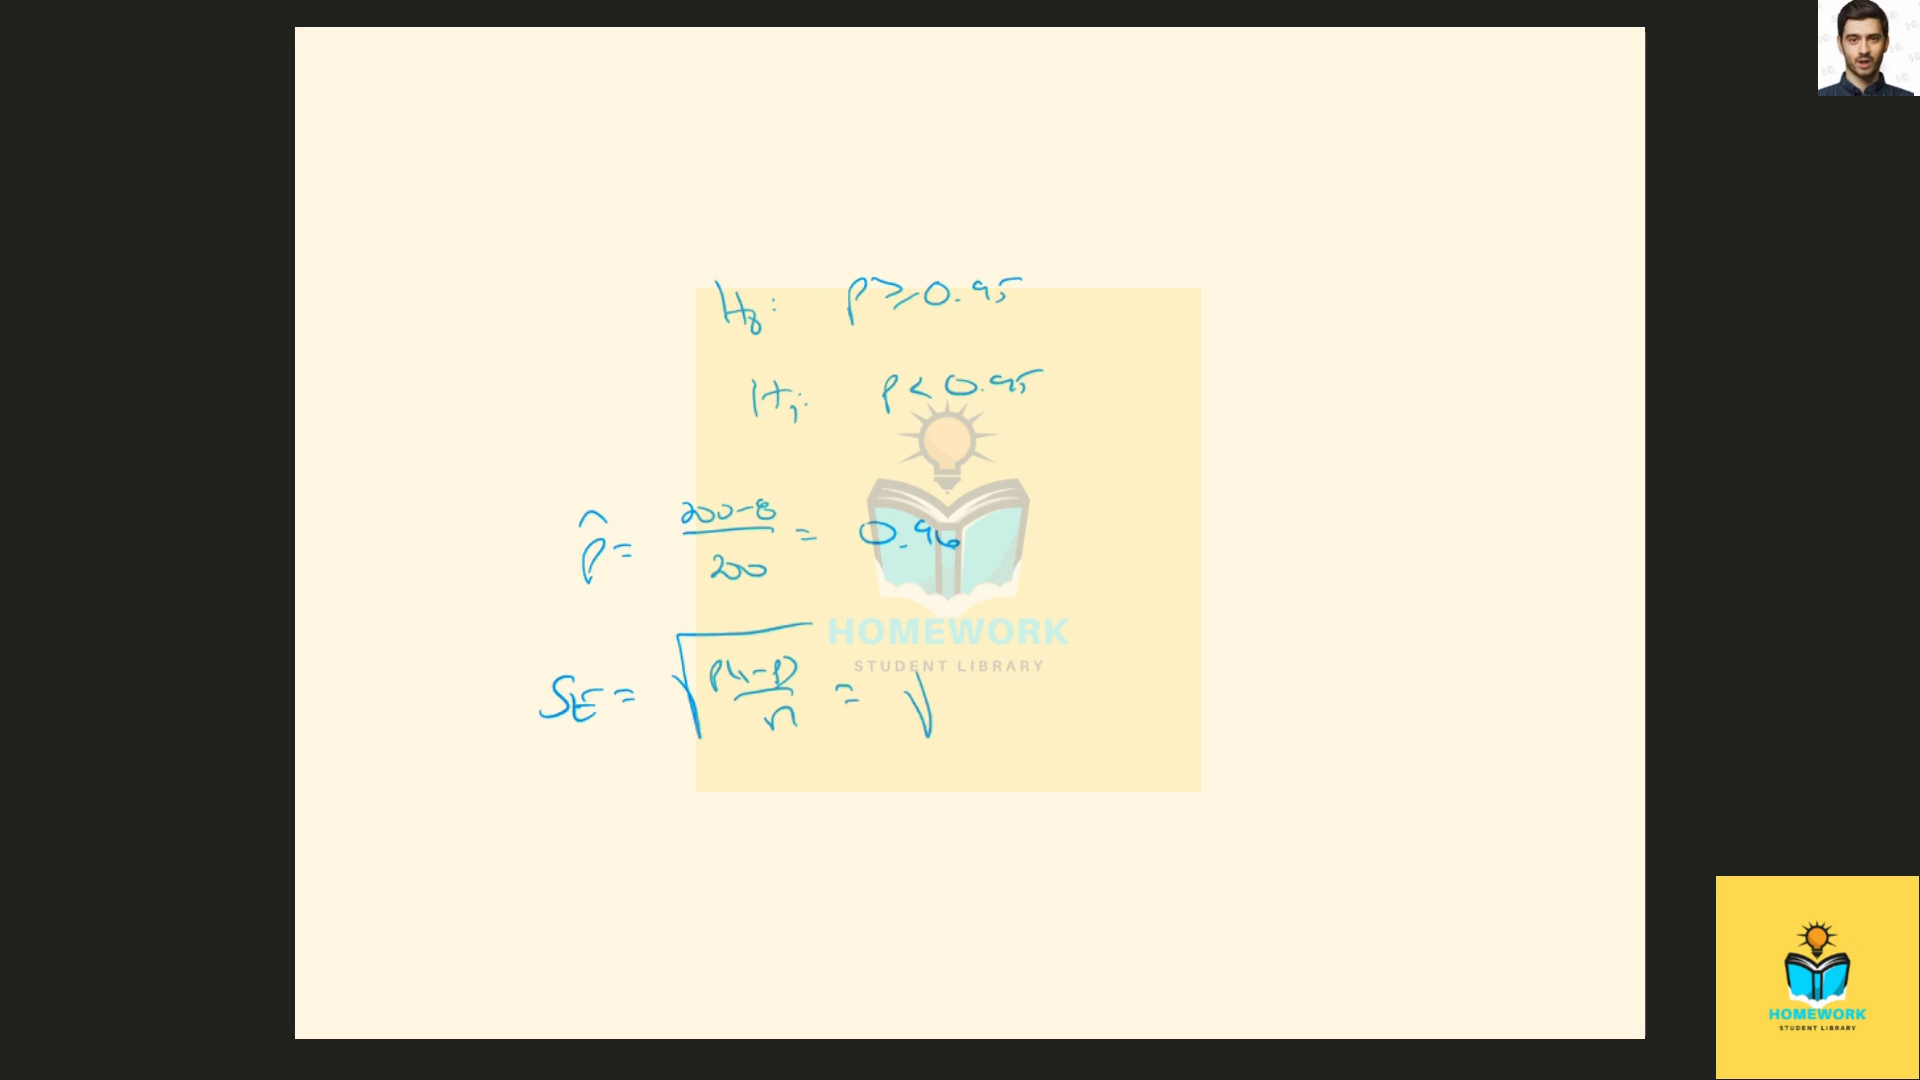 H₀: p ≥ 0.95
H₁: p < 0.95
p̂ = (200-8)/200 = 0.96
HOMEWORK
STUDENT LIBRARY
SE = √(p(1-p)/n) = √
HOMEWORK
STUDENT LIBRARY